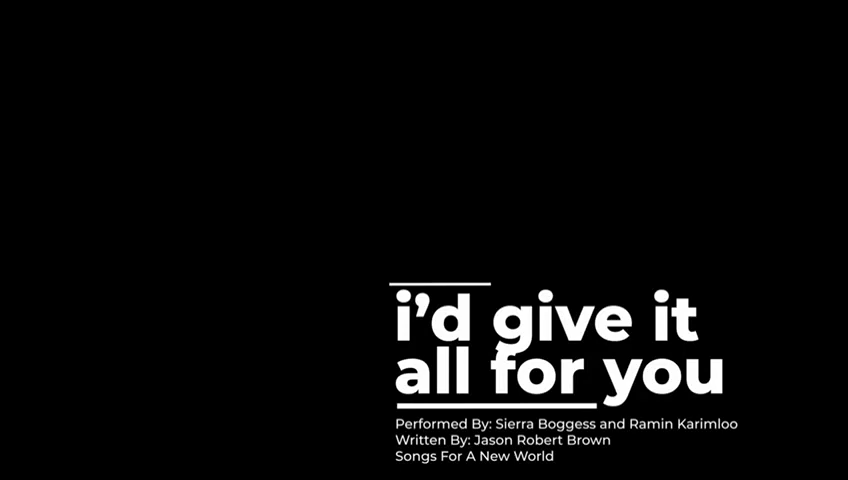 i’d give it
all for you
Performed By: Sierra Boggess and Ramin Karimloo
Written By: Jason Robert Brown
Songs For A New World